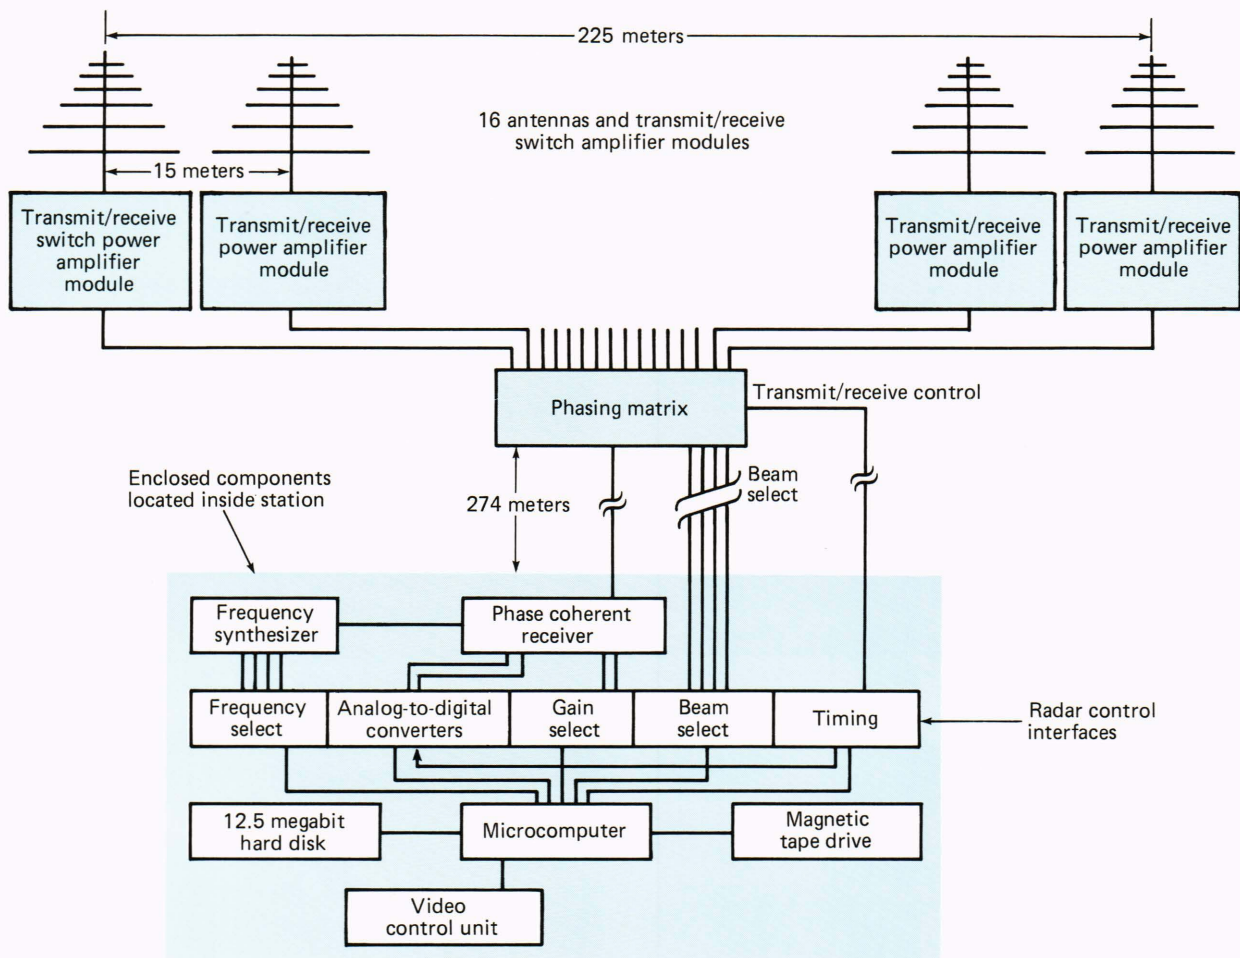 225 meters
16 antennas and transmit/receive
switch amplifier modules
15 meters
Transmit/receive
switch power
amplifier
module
Transmit/receive
power amplifier
module
Transmit/receive
power amplifier
module
Transmit/receive
power amplifier
module
Phasing matrix
Transmit/receive control
Enclosed components
located inside station
274 meters
Beam
select
Frequency
synthesizer
Phase coherent
receiver
Frequency
select
Analog-to-digital
converters
Gain
select
Beam
select
Timing
Radar control
interfaces
12.5 megabit
hard disk
Microcomputer
Magnetic
tape drive
Video
control unit